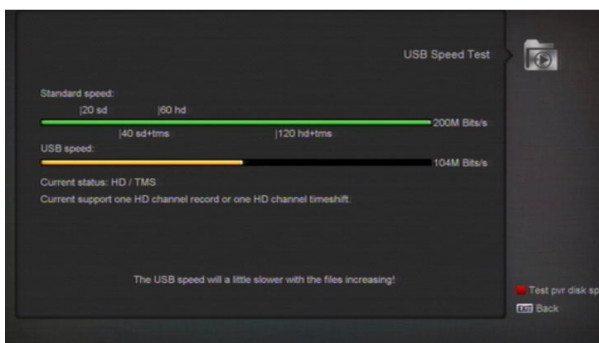 USB Speed Test
Standard speed:
|20 sd |60 hd
200M Bits/s
|40 sd+tms |120 hd+tms
USB speed:
104M Bits/s
Current status: HD / TMS
Current support one HD channel record or one HD channel timeshift.
The USB speed will a little slower with the files increasing!
Test pvr disk sp
EXIT Back